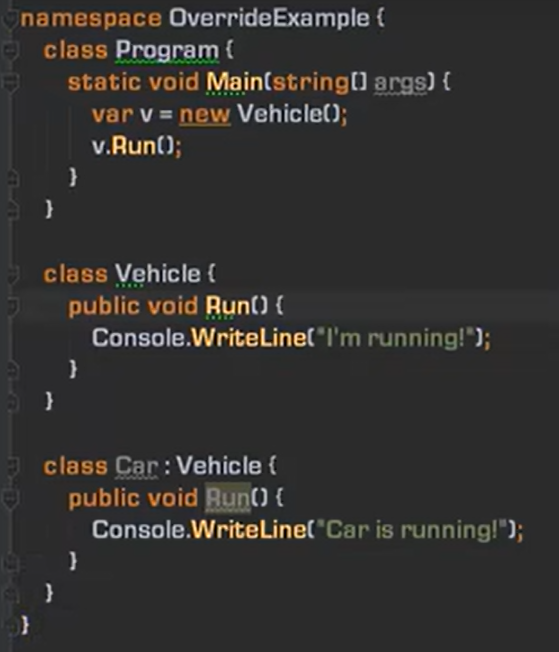 namespace OverrideExample {
class Program {
static void Main(string[] args) {
var v = new Vehicle();
v.Run();
}
}
class Vehicle {
public void Run() {
Console.WriteLine("I'm running!");
}
}
class Car : Vehicle {
public void Run() {
Console.WriteLine("Car is running!");
}
}
}